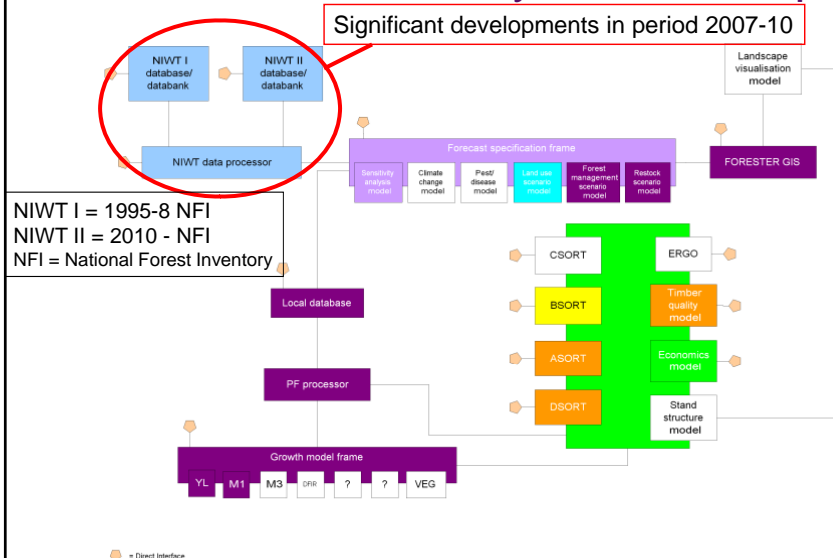 Significant developments in period 2007-10
NIWT I
database/
databank
NIWT II
database/
databank
Landscape
visualisation
model
NIWT data processor
Forecast specification frame
Sensitivity
analysis
model
Climate
change
model
Pest/
disease
model
Land use
scenario
model
Forest
management
scenario
model
Restock
scenario
model
FORESTER GIS
NIWT I = 1995-8 NFI
NIWT II = 2010 - NFI
NFI = National Forest Inventory
CSORT
ERGO
Local database
BSORT
Timber
quality
model
ASORT
Economics
model
PF processor
DSORT
Stand
structure
model
Growth model frame
YL
M1
M3
DFIR
?
?
VEG
= Direct Interface